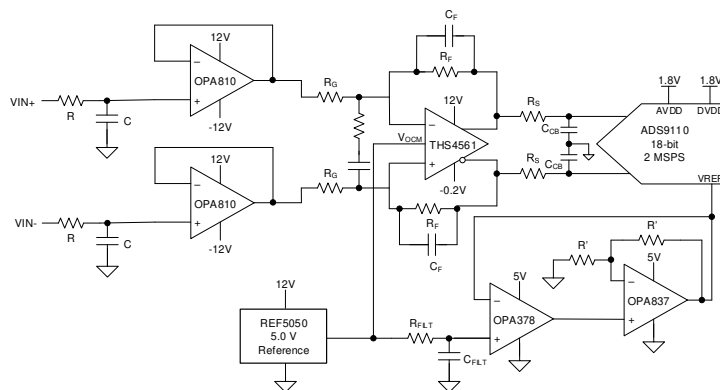 CF
12V
RF
1.8V 1.8V
OPA810
RG
12V
RS
AVDD DVDD
VIN+
R
C
-12V
VOCM
THS4561
CCB
ADS9110
18-bit
2 MSPS
12V
CCB
OPA810
RG
RS
VREF
-0.2V
VIN-
R
C
-12V
RF
CF
R'
R'
12V
5V
5V
REF5050
5.0 V
Reference
RFILT
OPA378
OPA837
CFILT